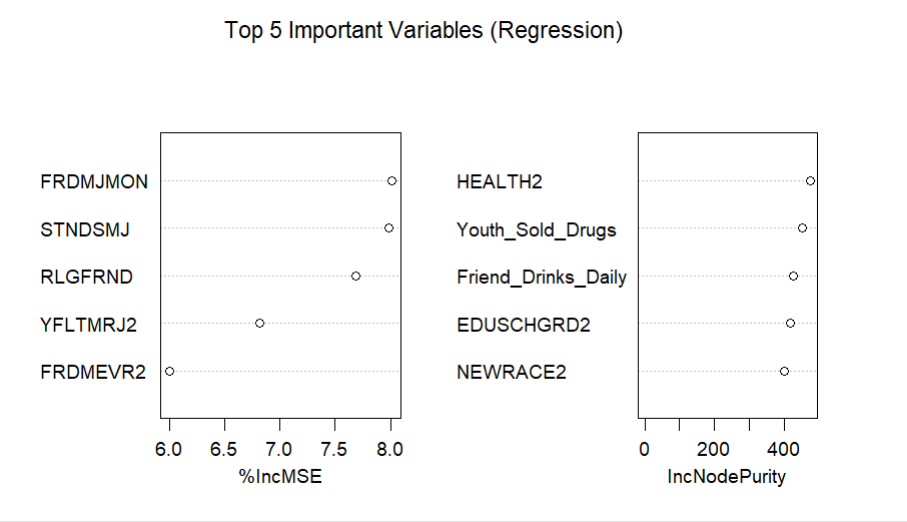 Top 5 Important Variables (Regression)
FRDMJMON
STNDSMJ
RLGFRND
YFLTMRJ2
FRDMEVR2
6.0 6.5 7.0 7.5 8.0
%IncMSE
HEALTH2
Youth_Sold_Drugs
Friend_Drinks_Daily
EDUSCHGRD2
NEWRACE2
0 200 400
IncNodePurity